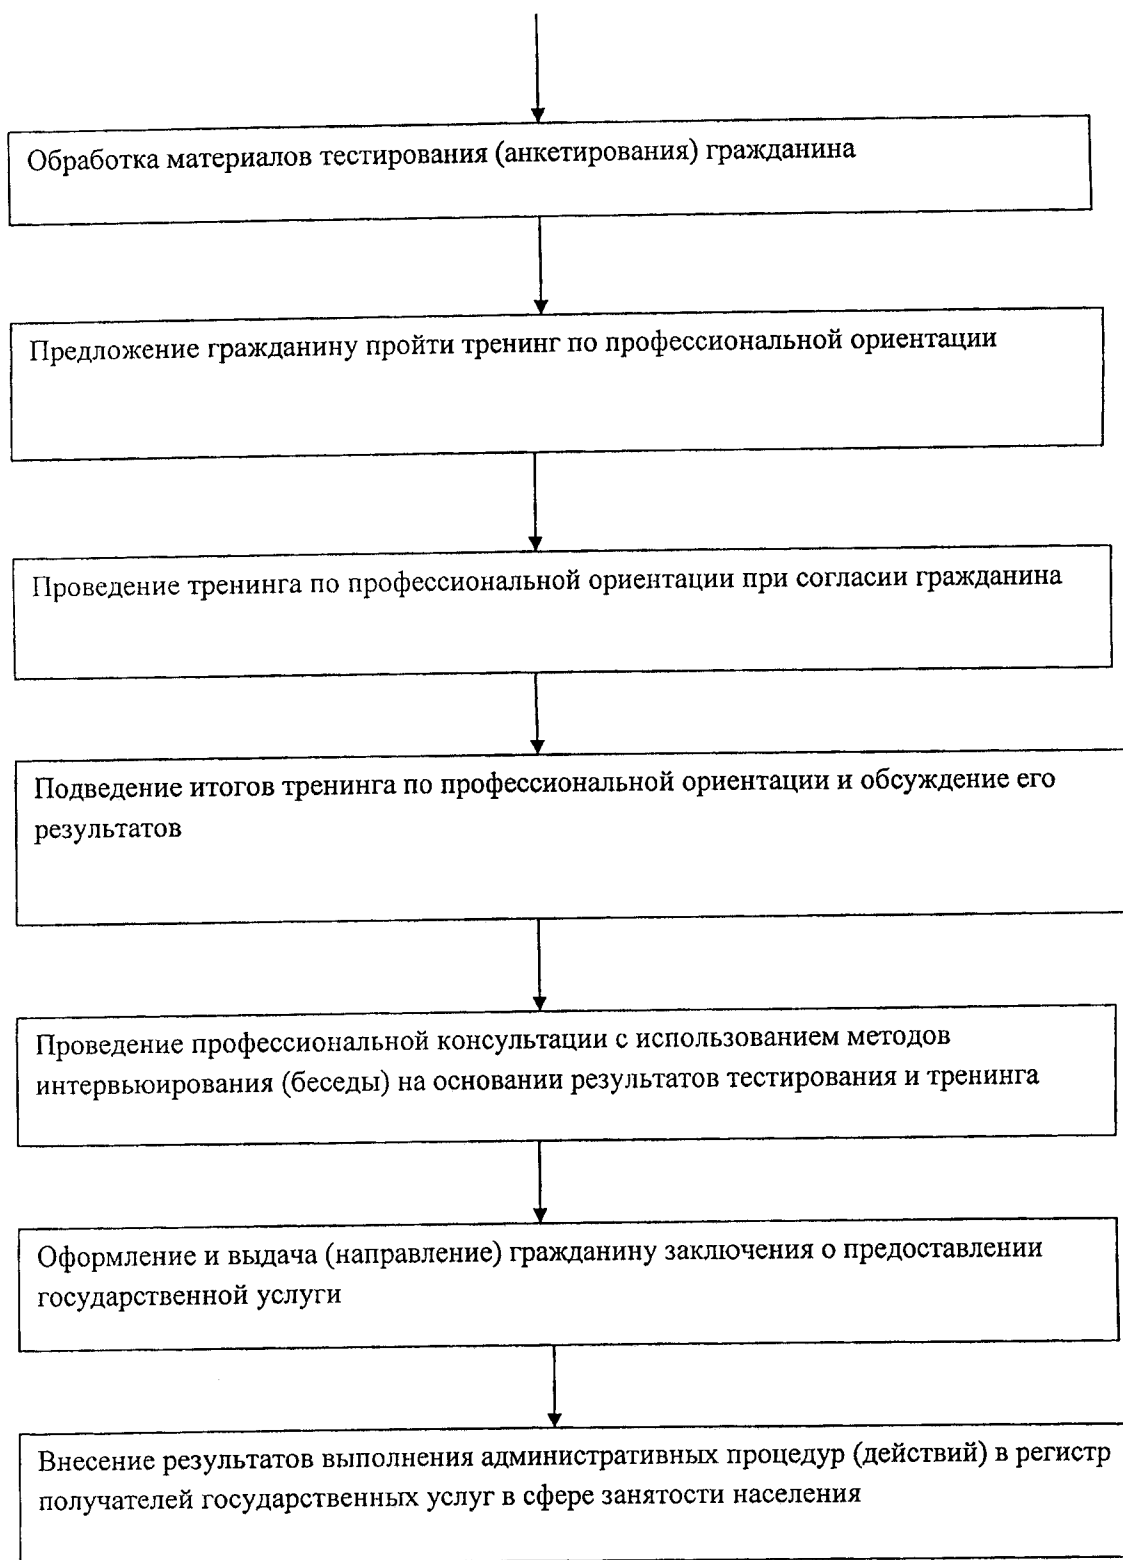 Обработка материалов тестирования (анкетирования) гражданина
Предложение гражданину пройти тренинг по профессиональной ориентации
Проведение тренинга по профессиональной ориентации при согласии гражданина
Подведение итогов тренинга по профессиональной ориентации и обсуждение его
результатов
Проведение профессиональной консультации с использованием методов
интервьюирования (беседы) на основании результатов тестирования и тренинга
Оформление и выдача (направление) гражданину заключения о предоставлении
государственной услуги
Внесение результатов выполнения административных процедур (действий) в регистр
получателей государственных услуг в сфере занятости населения